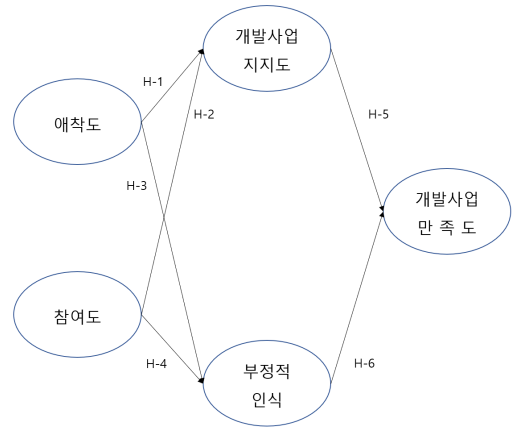 개발사업
지지도
H-1
H-2
H-5
애착도
H-3
개발사업
만 족 도
참여도
H-4
H-6
부정적
인식